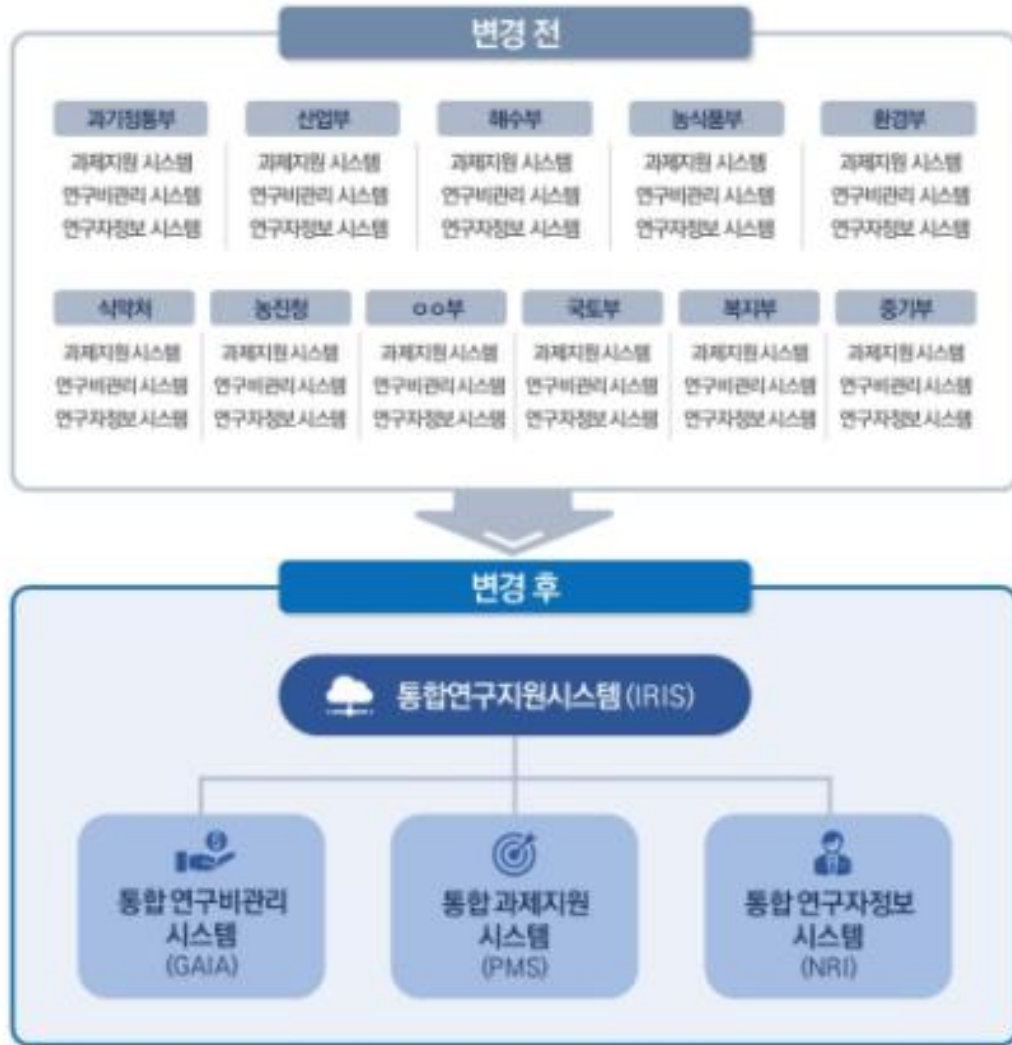 변경 전
과기정통부 산업부 해수부 농식품부 환경부
과제지원 시스템 과제지원 시스템 과제지원 시스템 과제지원 시스템 과제지원 시스템
연구비관리 시스템 연구비관리 시스템 연구비관리 시스템 연구비관리 시스템 연구비관리 시스템
연구자정보 시스템 연구자정보 시스템 연구자정보 시스템 연구자정보 시스템 연구자정보 시스템
식약처 농진청 ㅇㅇ부 국토부 복지부 중기부
과제지원 시스템 과제지원 시스템 과제지원 시스템 과제지원 시스템 과제지원 시스템 과제지원 시스템
연구비관리 시스템 연구비관리 시스템 연구비관리 시스템 연구비관리 시스템 연구비관리 시스템 연구비관리 시스템
연구자정보 시스템 연구자정보 시스템 연구자정보 시스템 연구자정보 시스템 연구자정보 시스템 연구자정보 시스템
변경 후
통합연구지원시스템 (IRIS)
통합 연구비관리
시스템
(GAIA)
통합 과제지원
시스템
(PMS)
통합 연구자정보
시스템
(NRI)